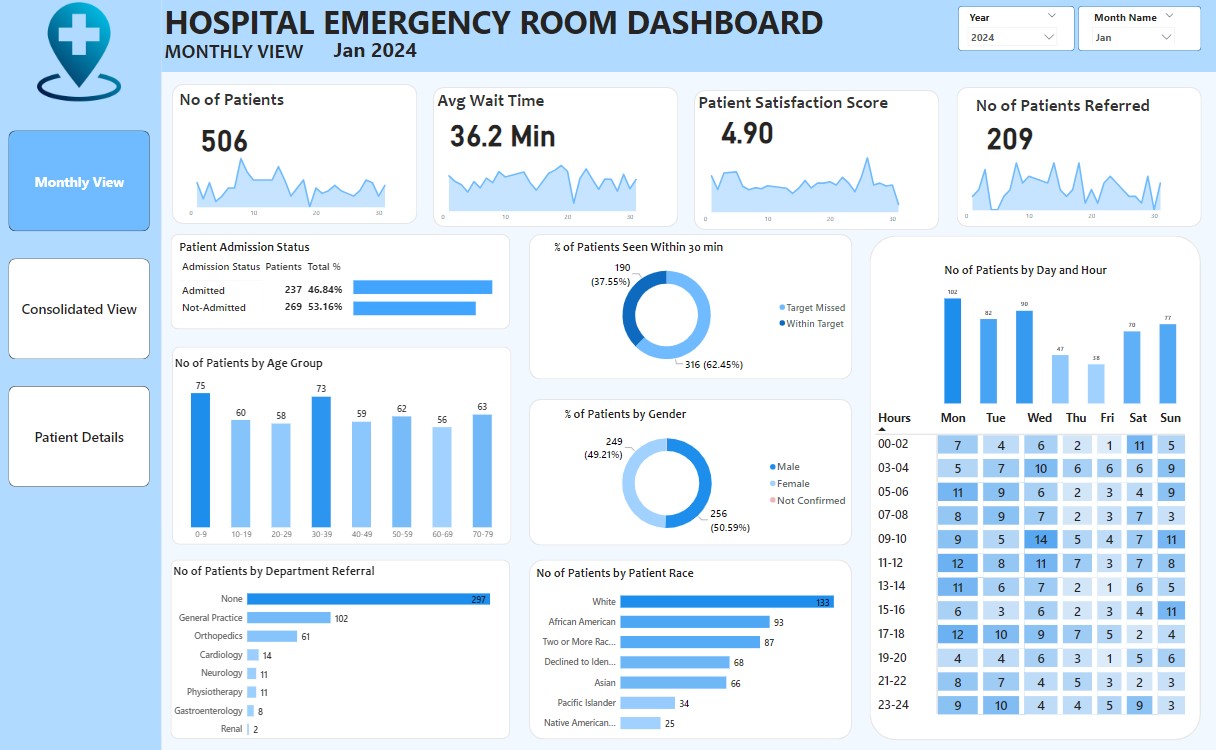 HOSPITAL EMERGENCY ROOM DASHBOARD
MONTHLY VIEW Jan 2024
Year
2024
Month Name
Jan
Monthly View
Consolidated View
Patient Details
No of Patients
506
0 10 20 30
Avg Wait Time
36.2 Min
0 10 20 30
Patient Satisfaction Score
4.90
0 10 20 30
No of Patients Referred
209
0 10 20 30
Patient Admission Status
Admission Status Patients Total %
Admitted 237 46.84%
Not-Admitted 269 53.16%
% of Patients Seen Within 30 min
190
(37.55%)
316 (62.45%)
Target Missed
Within Target
No of Patients by Age Group
75 60 58 73 59 62 56 63
0-9 10-19 20-29 30-39 40-49 50-59 60-69 70-79
% of Patients by Gender
249
(49.21%)
256
(50.59%)
Male
Female
Not Confirmed
No of Patients by Department Referral
None 297
General Practice 102
Orthopedics 61
Cardiology 14
Neurology 11
Physiotherapy 11
Gastroenterology 8
Renal 2
No of Patients by Patient Race
White 133
African American 93
Two or More Rac... 87
Declined to Iden... 68
Asian 66
Pacific Islander 34
Native American... 25
No of Patients by Day and Hour
102 82 90 47 38 70 77
Hours Mon Tue Wed Thu Fri Sat Sun
00-02 7 4 6 2 1 11 5
03-04 5 7 10 6 6 6 9
05-06 11 9 6 2 3 4 9
07-08 8 9 7 2 3 7 3
09-10 9 5 14 5 4 7 11
11-12 12 8 11 7 3 7 8
13-14 11 6 7 2 1 6 5
15-16 6 3 6 2 3 4 11
17-18 12 10 9 7 5 2 4
19-20 4 4 6 3 1 5 6
21-22 8 7 4 5 3 2 3
23-24 9 10 4 4 5 9 3